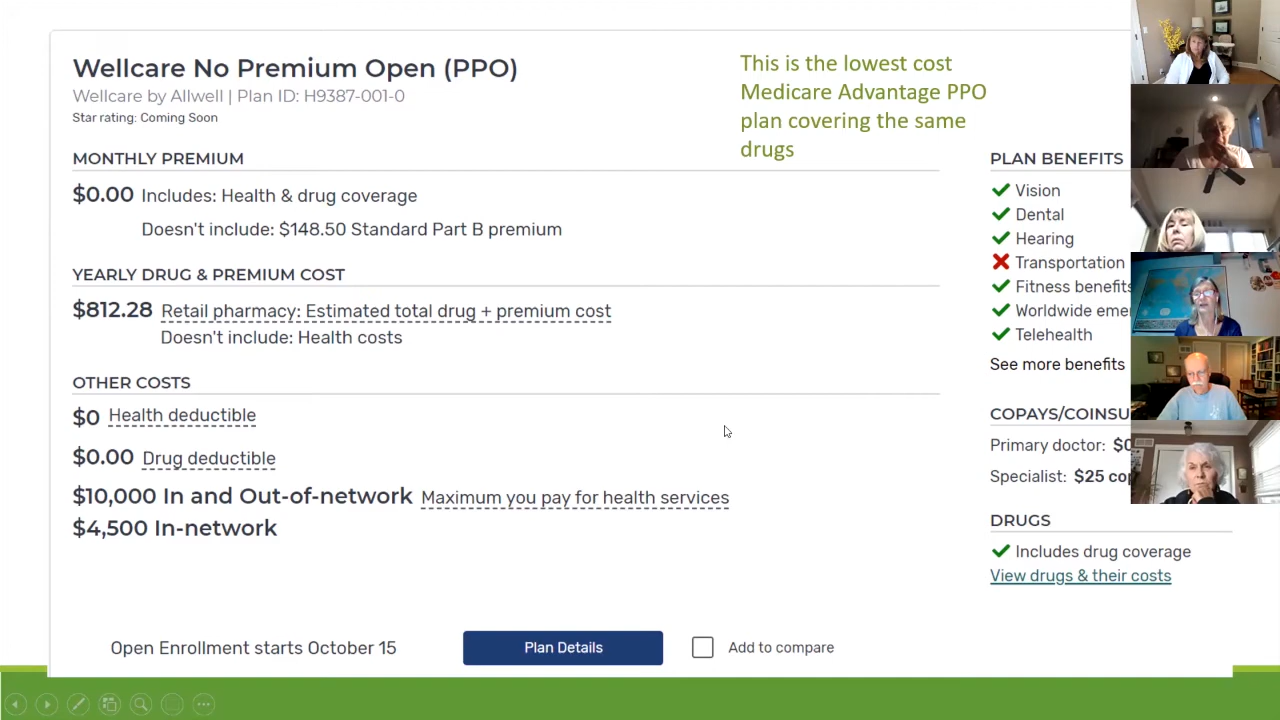 Wellcare No Premium Open (PPO)
Wellcare by Allwell | Plan ID: H9387-001-0
Star rating: Coming Soon
This is the lowest cost
Medicare Advantage PPO
plan covering the same
drugs
MONTHLY PREMIUM
$0.00 Includes: Health & drug coverage
Doesn't include: $148.50 Standard Part B premium
YEARLY DRUG & PREMIUM COST
$812.28 Retail pharmacy: Estimated total drug + premium cost
Doesn't include: Health costs
OTHER COSTS
$0 Health deductible
$0.00 Drug deductible
$10,000 In and Out-of-network Maximum you pay for health services
$4,500 In-network
PLAN BENEFITS
Vision
Dental
Hearing
Transportation
Fitness benefits
Worldwide
Telehealth
See more benefits
Primary doctor:
Specialist: $25
DRUGS
Includes drug coverage
View drugs & their costs
Open Enrollment starts October 15
Plan Details
Add to compare